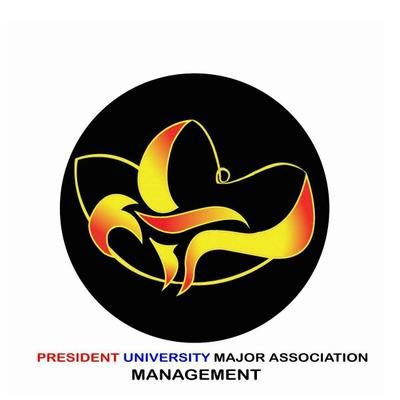 PRESIDENT UNIVERSITY MAJOR ASSOCIATION
MANAGEMENT